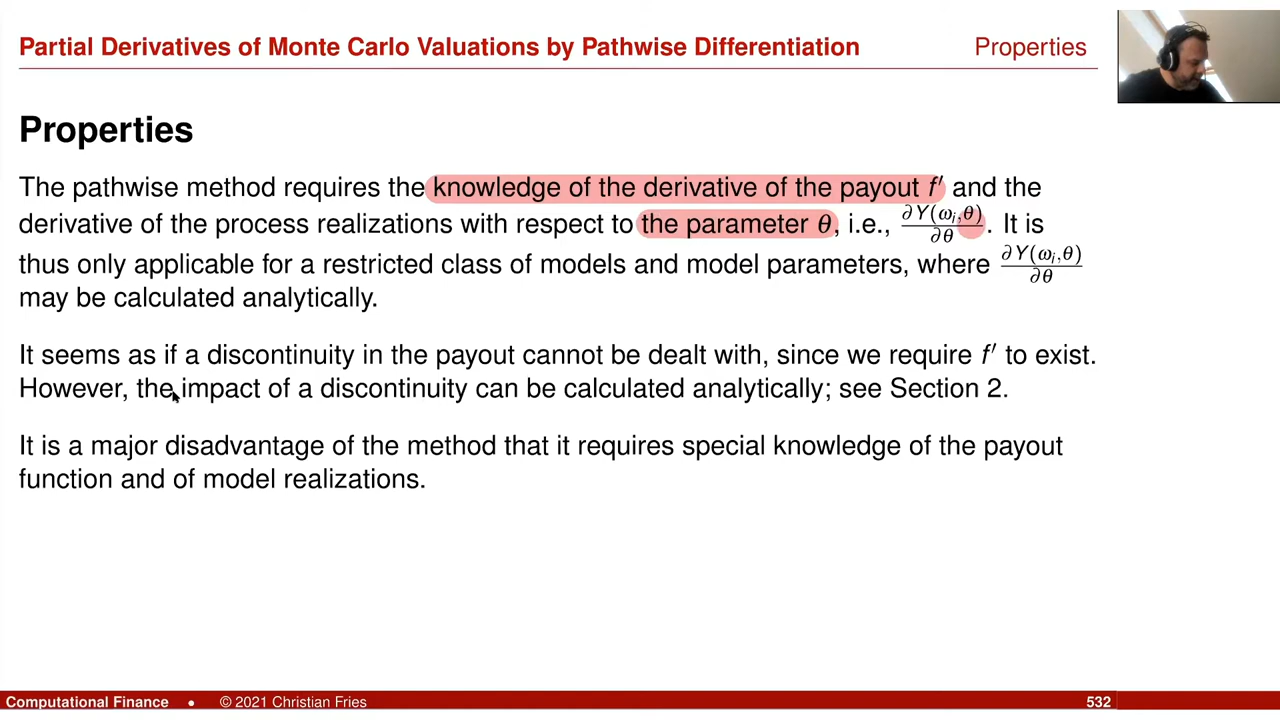 Partial Derivatives of Monte Carlo Valuations by Pathwise Differentiation Properties
Properties
The pathwise method requires the knowledge of the derivative of the payout f′ and the
derivative of the process realizations with respect to the parameter θ, i.e., ∂Y(ωᵢ,θ)/∂θ. It is
thus only applicable for a restricted class of models and model parameters, where ∂Y(ωᵢ,θ)/∂θ
may be calculated analytically.
It seems as if a discontinuity in the payout cannot be dealt with, since we require f′ to exist.
However, the impact of a discontinuity can be calculated analytically; see Section 2.
It is a major disadvantage of the method that it requires special knowledge of the payout
function and of model realizations.
Computational Finance • © 2021 Christian Fries 532